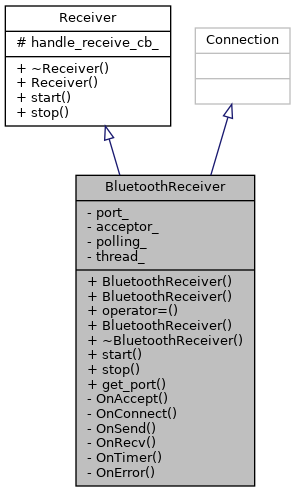 Receiver
# handle_receive_cb_
+ ~Receiver()
+ Receiver()
+ start()
+ stop()
Connection
BluetoothReceiver
- port_
- acceptor_
- polling_
- thread_
+ BluetoothReceiver()
+ BluetoothReceiver()
+ operator=()
+ BluetoothReceiver()
+ ~BluetoothReceiver()
+ start()
+ stop()
+ get_port()
- OnAccept()
- OnConnect()
- OnSend()
- OnRecv()
- OnTimer()
- OnError()